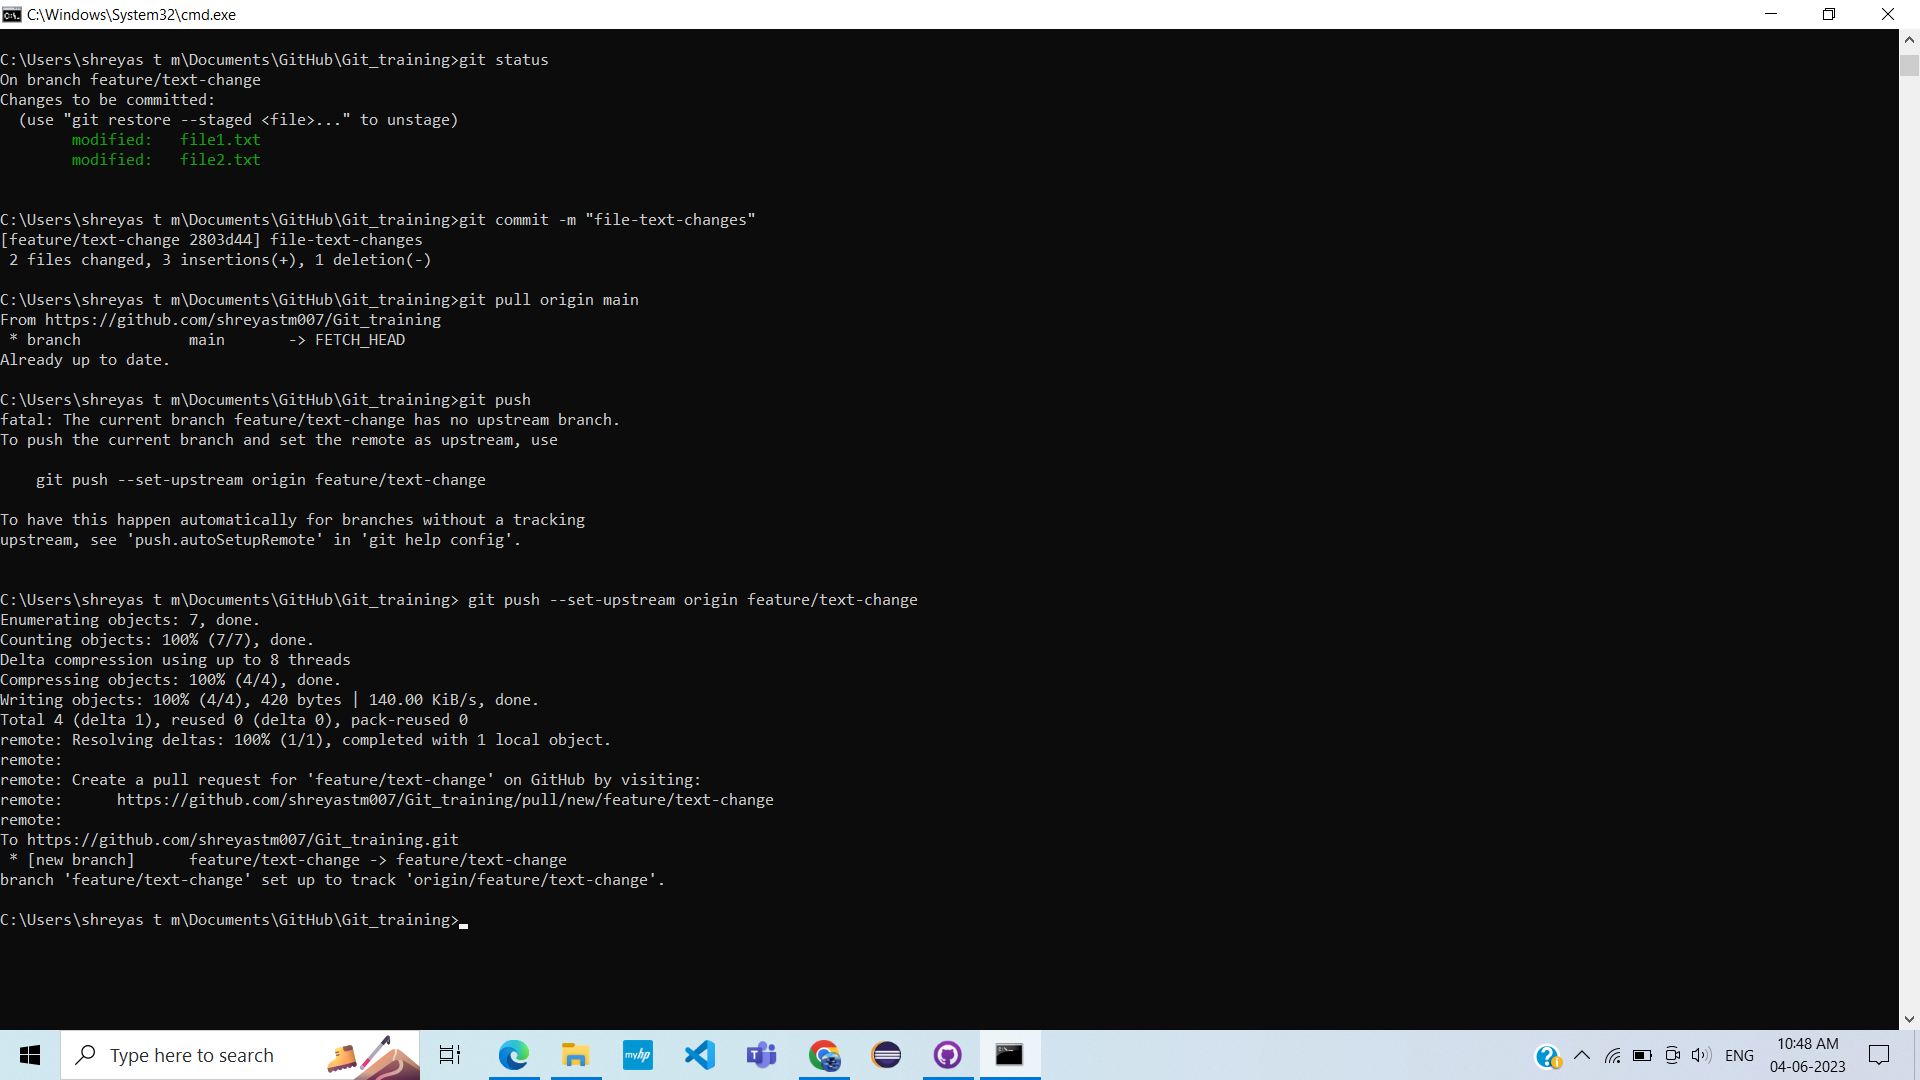 C:\Windows\System32\cmd.exe
C:\Users\shreyas t m\Documents\GitHub\Git_training>git status
On branch feature/text-change
Changes to be committed:
  (use "git restore --staged <file>..." to unstage)
        modified:   file1.txt
        modified:   file2.txt
C:\Users\shreyas t m\Documents\GitHub\Git_training>git commit -m "file-text-changes"
[feature/text-change 2803d44] file-text-changes
 2 files changed, 3 insertions(+), 1 deletion(-)
C:\Users\shreyas t m\Documents\GitHub\Git_training>git pull origin main
From https://github.com/shreyastm007/Git_training
 * branch            main       -> FETCH_HEAD
Already up to date.
C:\Users\shreyas t m\Documents\GitHub\Git_training>git push
fatal: The current branch feature/text-change has no upstream branch.
To push the current branch and set the remote as upstream, use
    git push --set-upstream origin feature/text-change
To have this happen automatically for branches without a tracking
upstream, see 'push.autoSetupRemote' in 'git help config'.
C:\Users\shreyas t m\Documents\GitHub\Git_training> git push --set-upstream origin feature/text-change
Enumerating objects: 7, done.
Counting objects: 100% (7/7), done.
Delta compression using up to 8 threads
Compressing objects: 100% (4/4), done.
Writing objects: 100% (4/4), 420 bytes | 140.00 KiB/s, done.
Total 4 (delta 1), reused 0 (delta 0), pack-reused 0
remote: Resolving deltas: 100% (1/1), completed with 1 local object.
remote:
remote: Create a pull request for 'feature/text-change' on GitHub by visiting:
remote:      https://github.com/shreyastm007/Git_training/pull/new/feature/text-change
remote:
To https://github.com/shreyastm007/Git_training.git
 * [new branch]      feature/text-change -> feature/text-change
branch 'feature/text-change' set up to track 'origin/feature/text-change'.
C:\Users\shreyas t m\Documents\GitHub\Git_training>
Type here to search
myhp
ENG
10:48 AM
04-06-2023